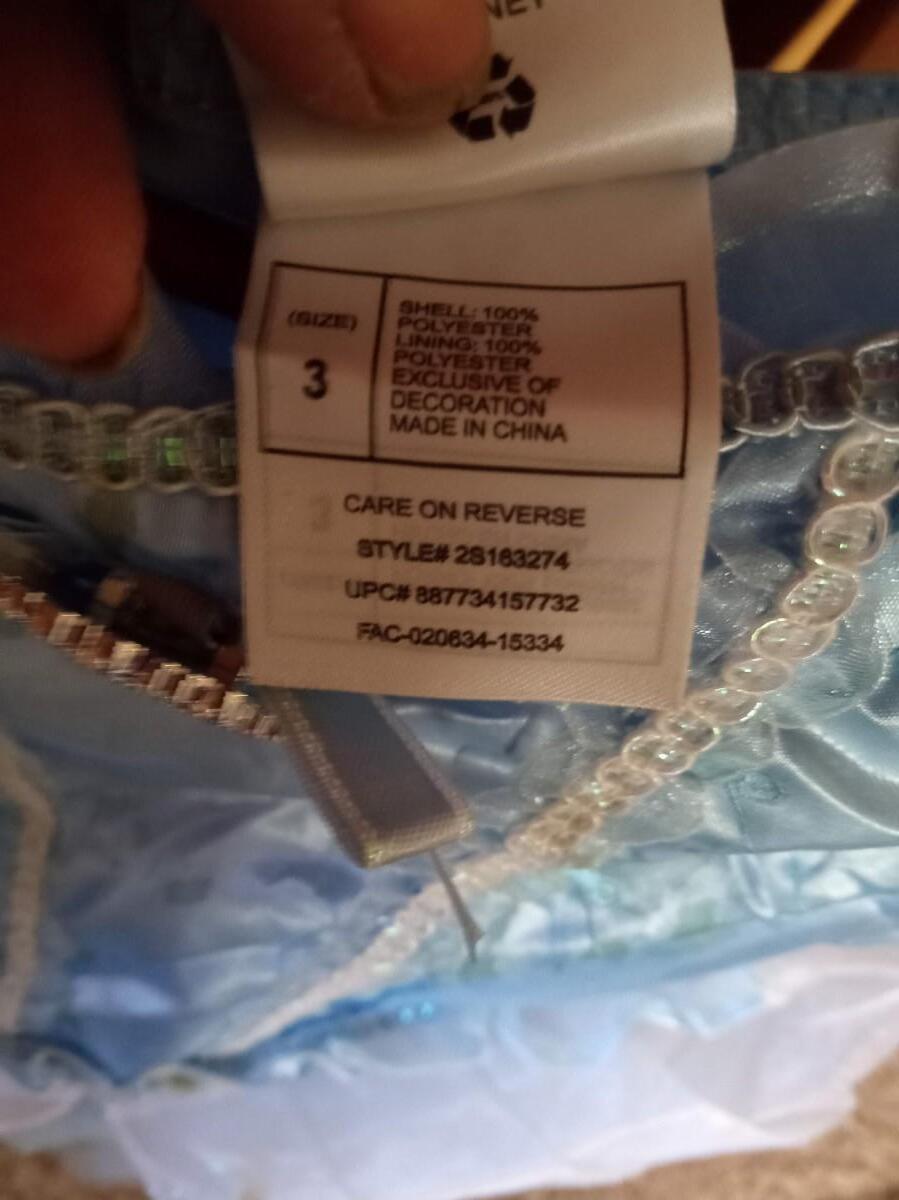 (SIZE)
3
SHELL: 100%
POLYESTER
LINING: 100%
POLYESTER
EXCLUSIVE OF
DECORATION
MADE IN CHINA
CARE ON REVERSE
STYLE# 2S163274
UPC# 887734157732
FAC-020634-15334